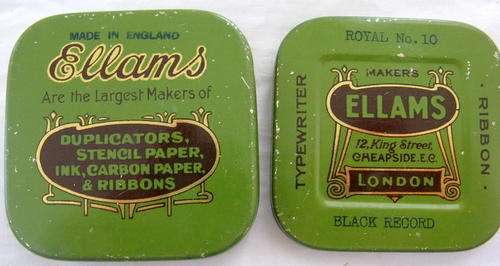 MADE IN ENGLAND
Ellams
Are the Largest Makers of
DUPLICATORS,
STENCIL PAPER,
INK, CARBON PAPER,
& RIBBONS
ROYAL No. 10
TYPEWRITER
MAKERS
ELLAMS
12, King Street,
CHEAPSIDE. E.C.
LONDON
· RIBBON ·
BLACK RECORD